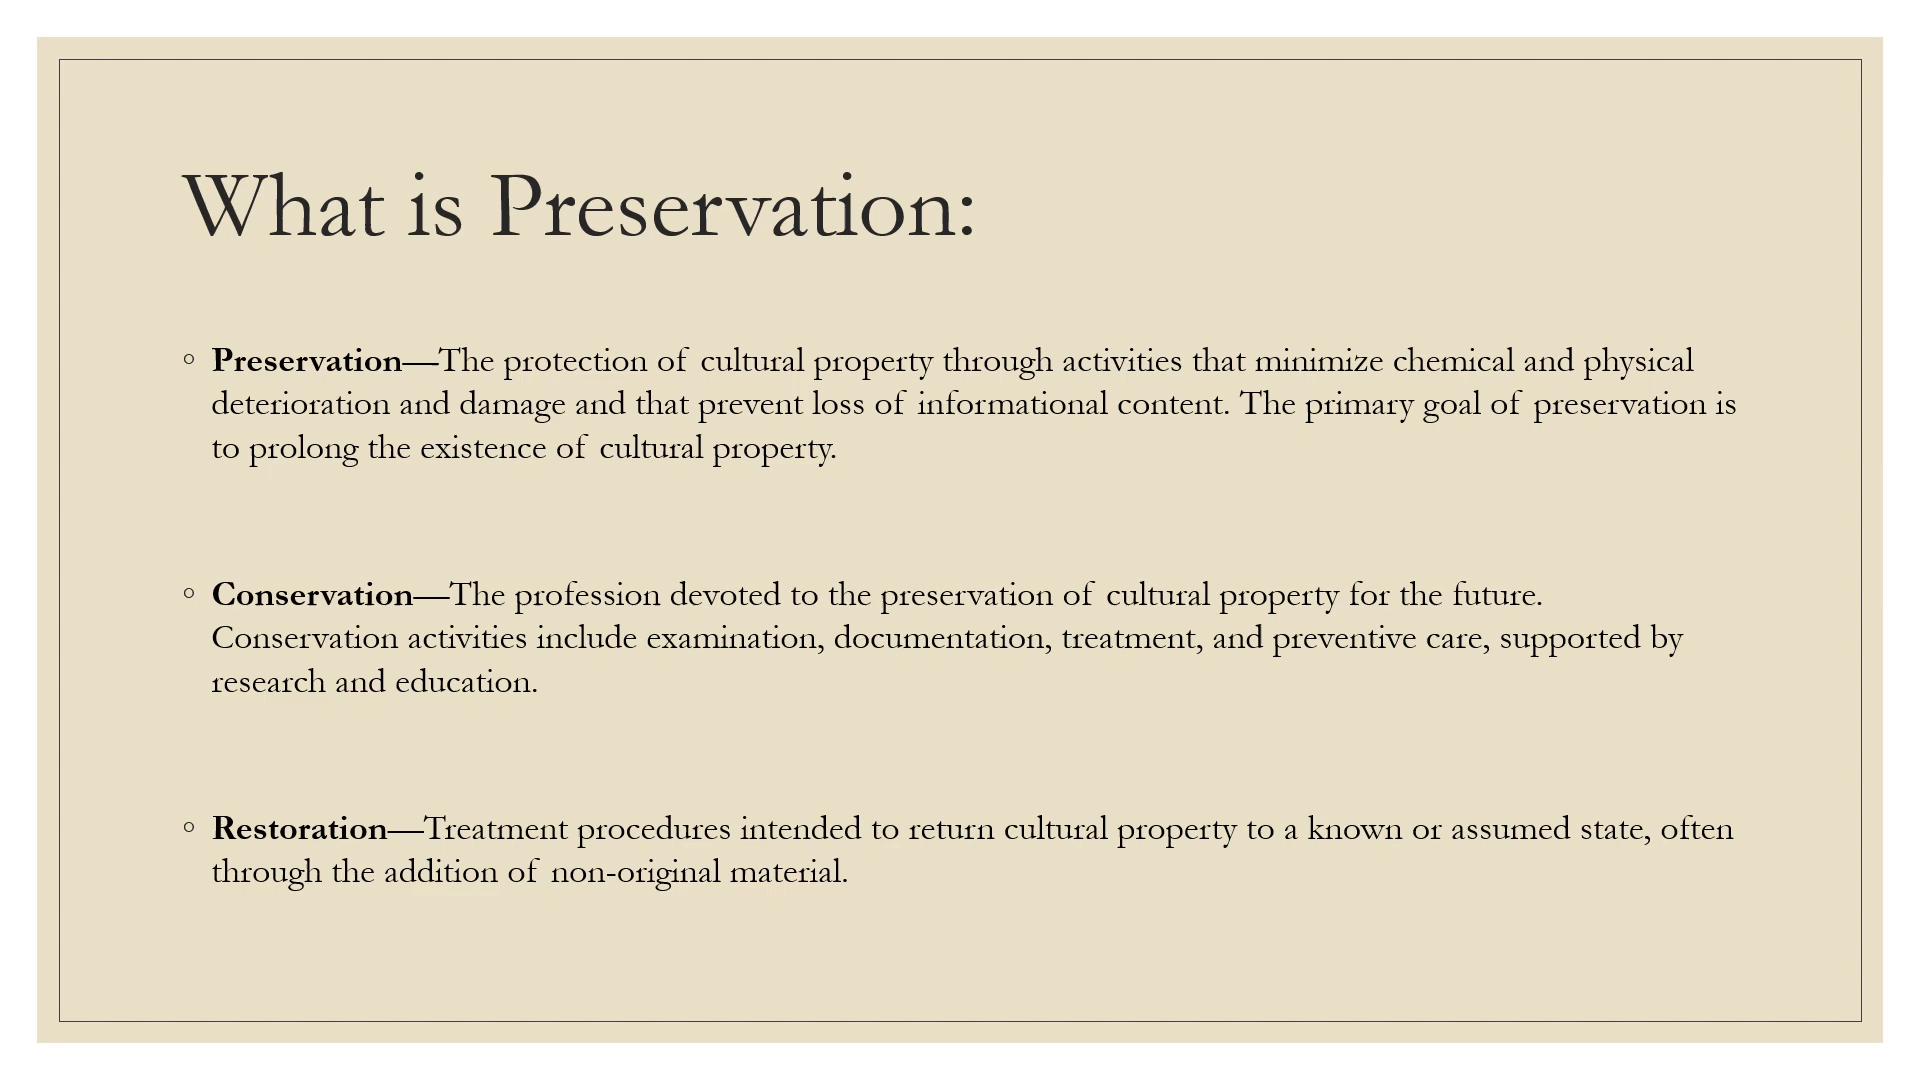 What is Preservation:
◦ Preservation—The protection of cultural property through activities that minimize chemical and physical
deterioration and damage and that prevent loss of informational content. The primary goal of preservation is
to prolong the existence of cultural property.
◦ Conservation—The profession devoted to the preservation of cultural property for the future.
Conservation activities include examination, documentation, treatment, and preventive care, supported by
research and education.
◦ Restoration—Treatment procedures intended to return cultural property to a known or assumed state, often
through the addition of non-original material.